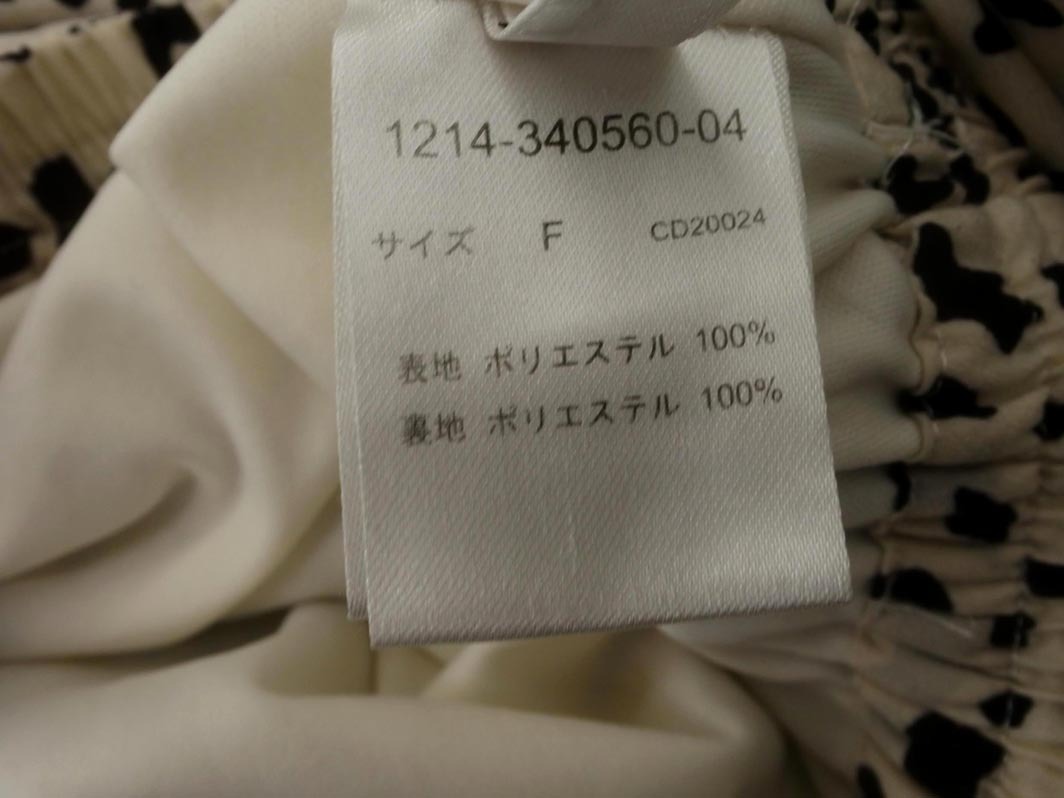 1214-340560-04
サイズ F CD20024
表地 ポリエステル 100%
裏地 ポリエステル 100%